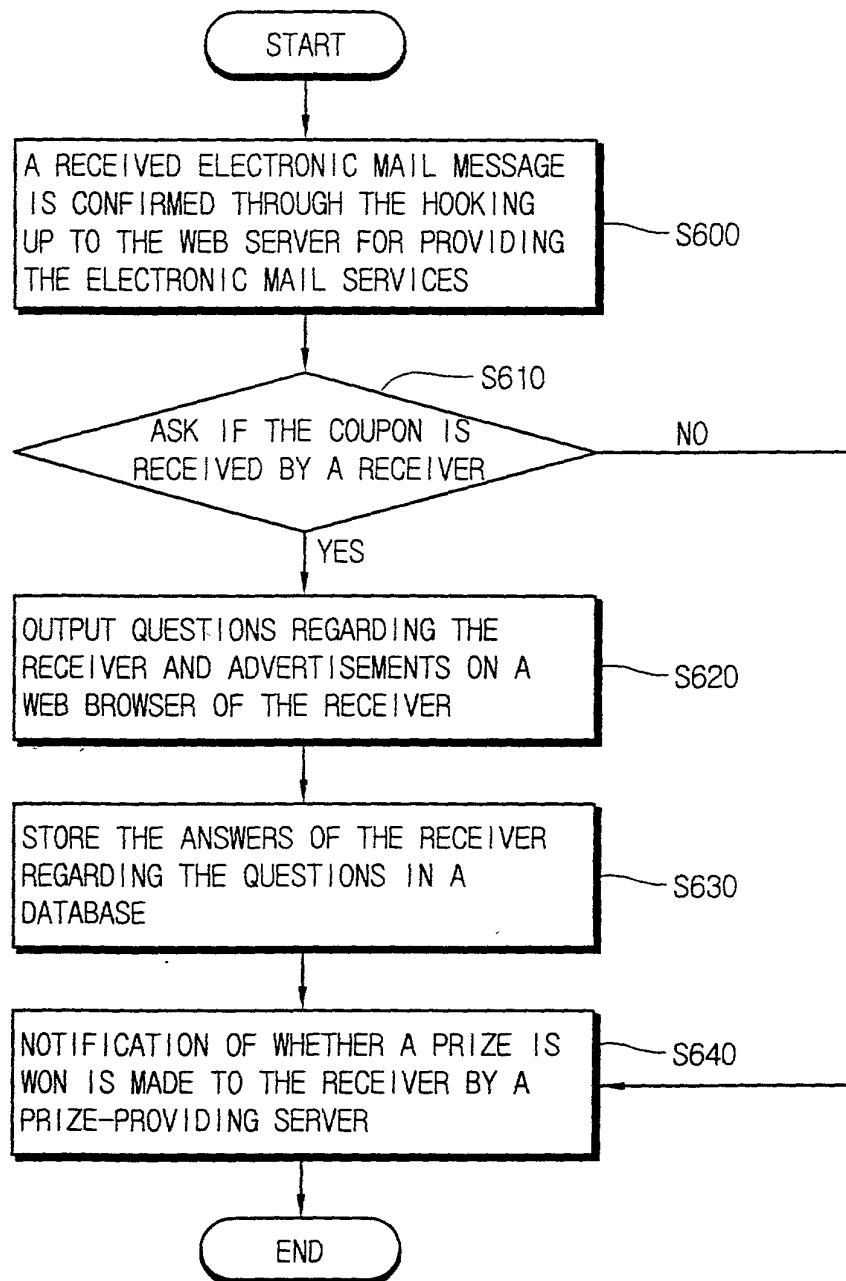 START
A RECEIVED ELECTRONIC MAIL MESSAGE
IS CONFIRMED THROUGH THE HOOKING
UP TO THE WEB SERVER FOR PROVIDING
THE ELECTRONIC MAIL SERVICES
S600
S610
ASK IF THE COUPON IS
RECEIVED BY A RECEIVER
NO
YES
OUTPUT QUESTIONS REGARDING THE
RECEIVER AND ADVERTISEMENTS ON A
WEB BROWSER OF THE RECEIVER
S620
STORE THE ANSWERS OF THE RECEIVER
REGARDING THE QUESTIONS IN A
DATABASE
S630
NOTIFICATION OF WHETHER A PRIZE IS
WON IS MADE TO THE RECEIVER BY A
PRIZE-PROVIDING SERVER
S640
END